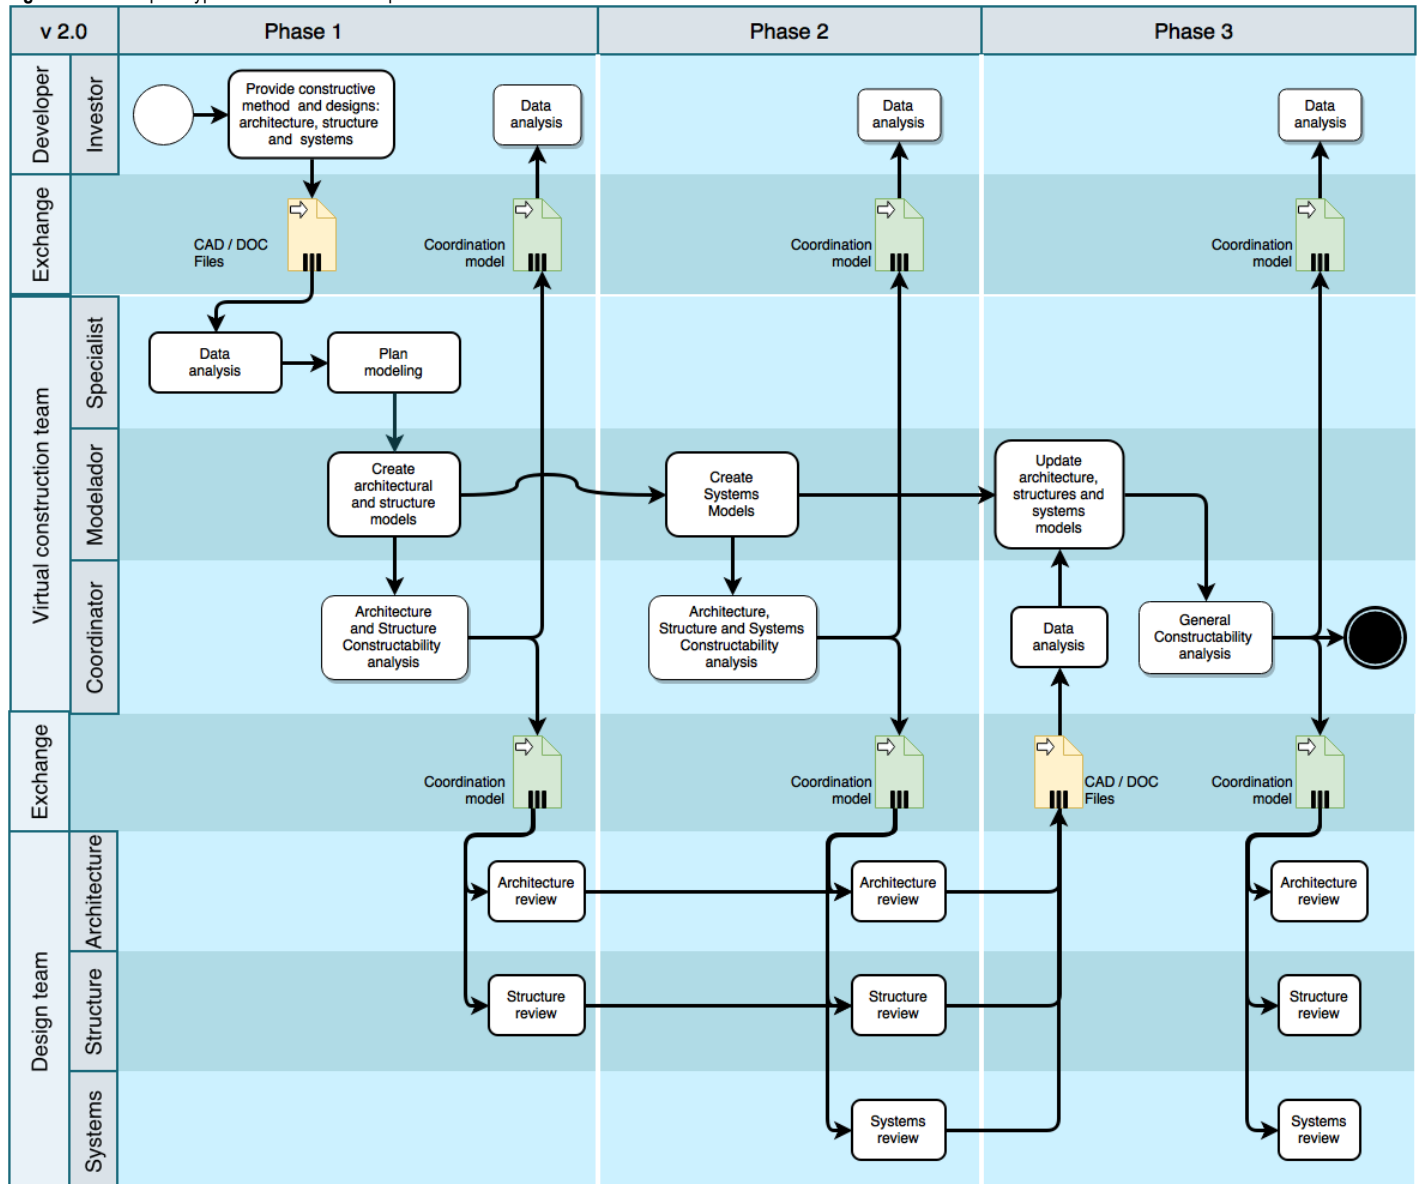 v 2.0
Phase 1
Phase 2
Phase 3
Developer
Investor
Provide constructive
method and designs:
architecture, structure
and systems
Data
analysis
Data
analysis
Data
analysis
Exchange
CAD / DOC
Files
Coordination
model
Coordination
model
Coordination
model
Virtual construction team
Specialist
Data
analysis
Plan
modeling
Modelador
Create
architectural
and structure
models
Create
Systems
Models
Update
architecture,
structures and
systems
models
Coordinator
Architecture
and Structure
Constructability
analysis
Architecture,
Structure and Systems
Constructability
analysis
Data
analysis
General
Constructability
analysis
Exchange
Coordination
model
Coordination
model
CAD / DOC
Files
Coordination
model
Design team
Architecture
Architecture
review
Architecture
review
Architecture
review
Structure
Structure
review
Structure
review
Structure
review
Systems
Systems
review
Systems
review